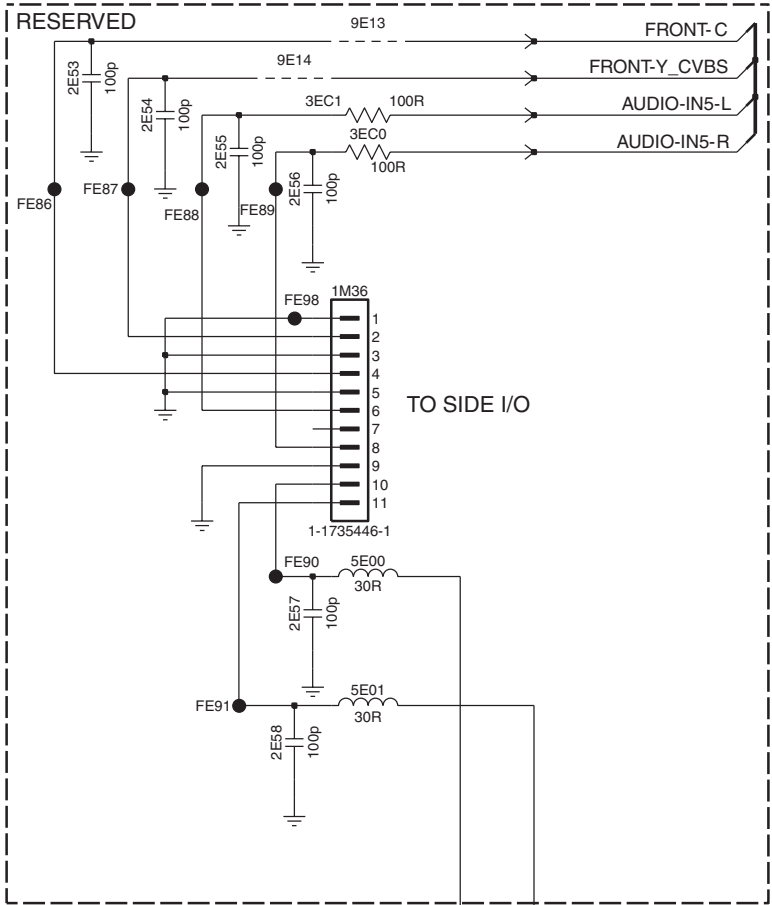 RESERVED
9E13
FRONT-C
9E14
FRONT-Y_CVBS
2E53
100p
3EC1
100R
AUDIO-IN5-L
2E54
100p
3EC0
100R
AUDIO-IN5-R
2E55
100p
2E56
100p
FE86
FE87
FE88
FE89
1M36
FE98
1
2
3
4
5
6
7
8
9
10
11
TO SIDE I/O
1-1735446-1
FE90
5E00
30R
2E57
100p
FE91
5E01
30R
2E58
100p